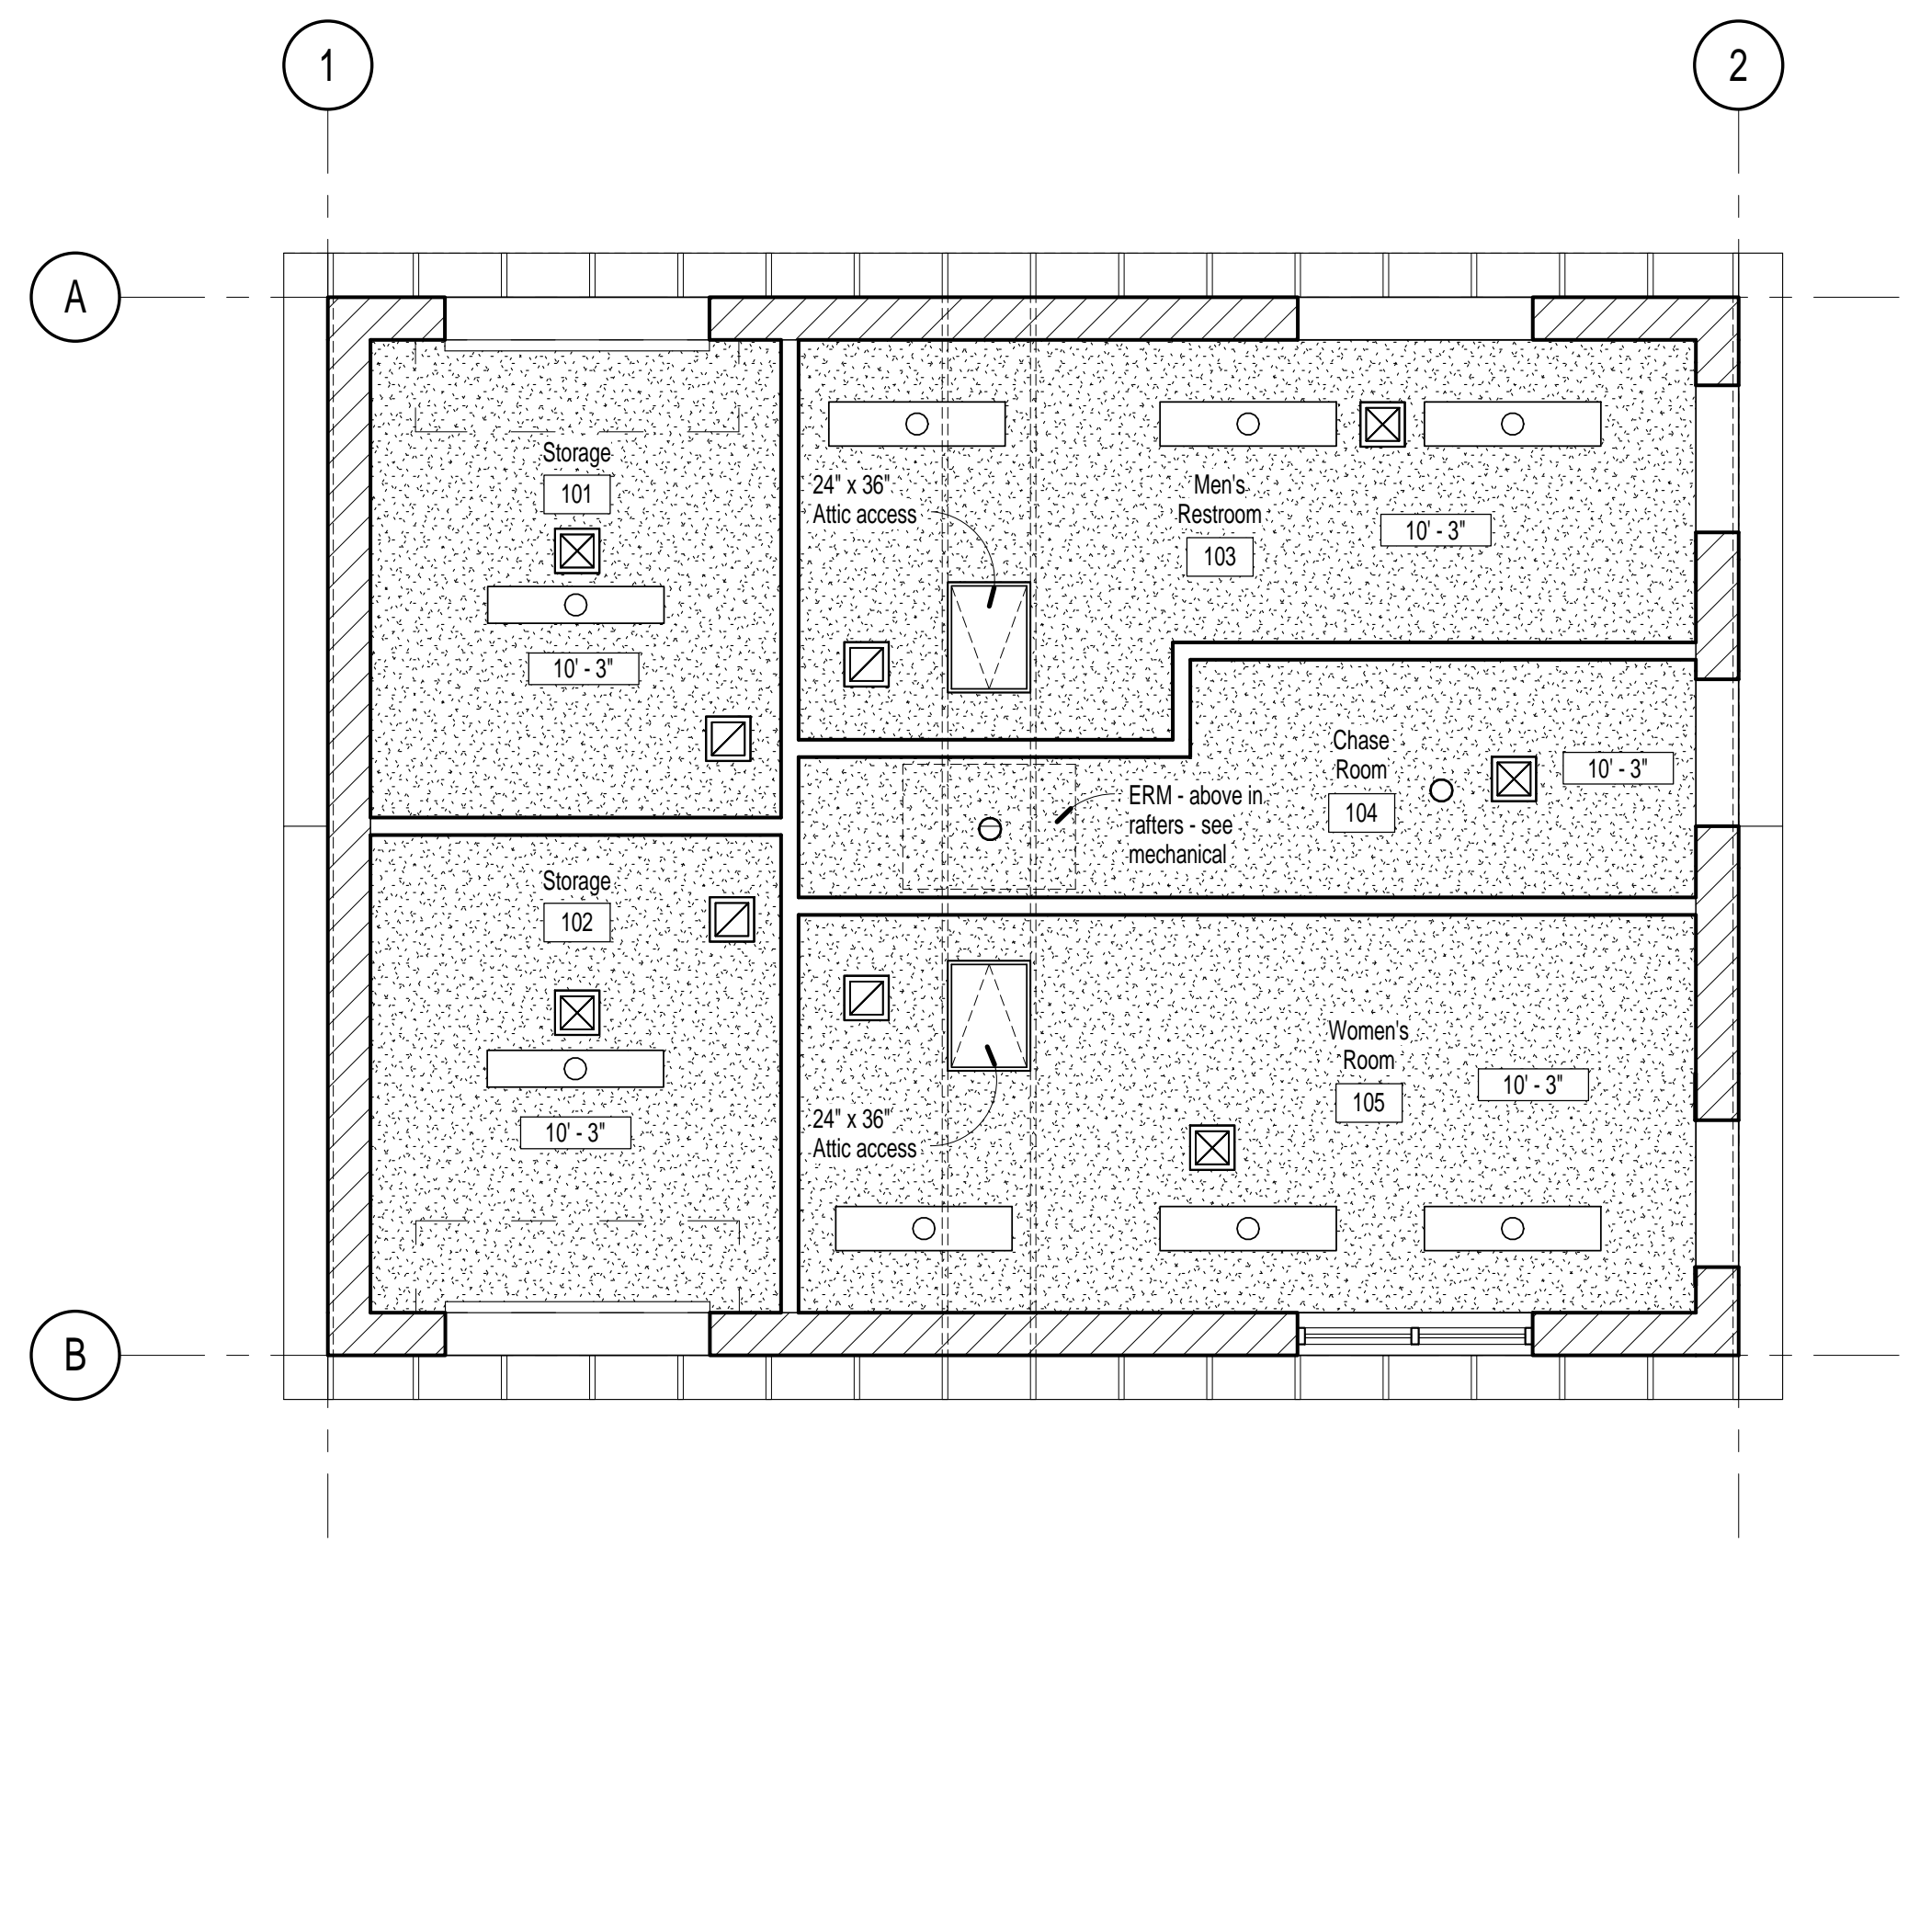 1
2
A
Storage
101
10' - 3"
24" x 36"
Attic access
Men's
Restroom
103
10' - 3"
Chase
Room
104
10' - 3"
ERM - above in
rafters - see
mechanical
Storage
102
10' - 3"
24" x 36"
Attic access
Women's
Room
105
10' - 3"
B